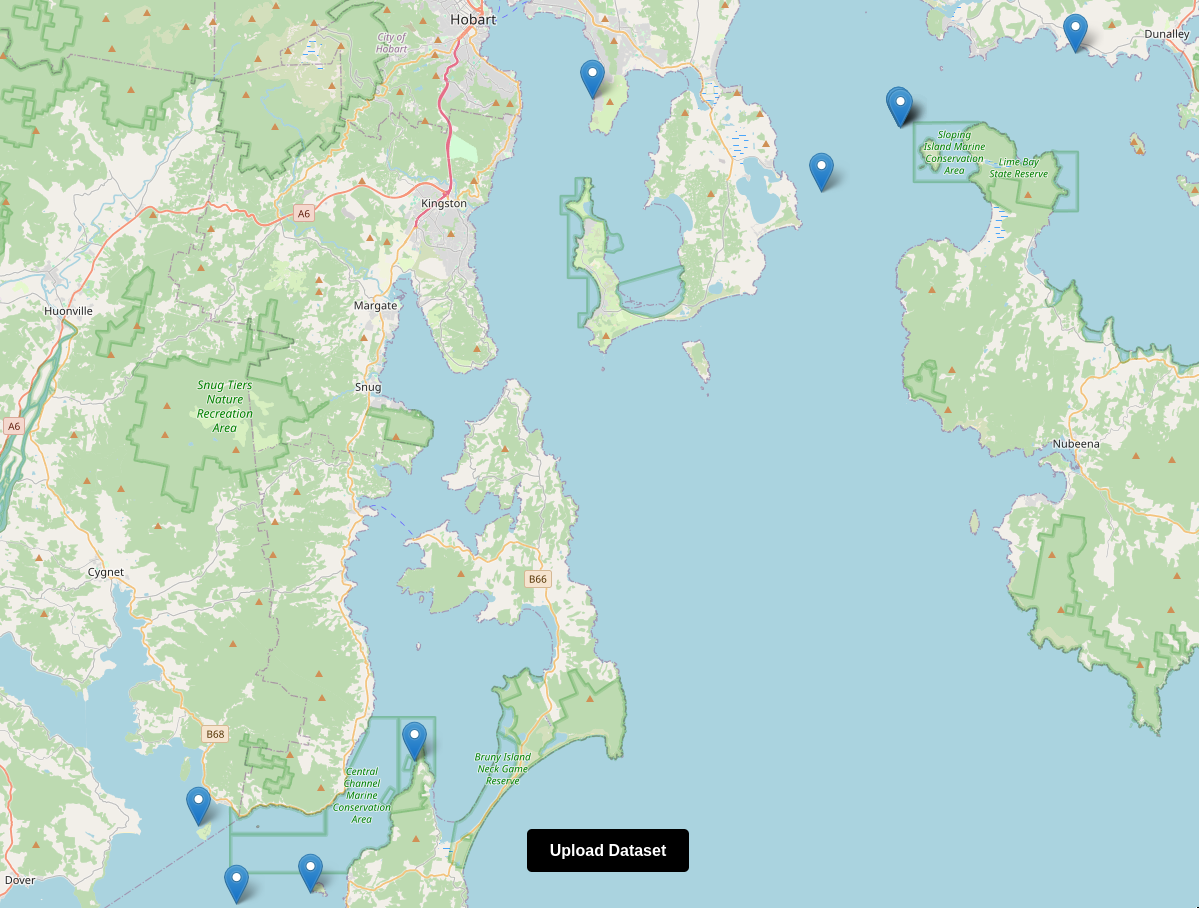 Hobart
City of
Hobart
Dunalley
Sloping
Island Marine
Conservation
Area
Lime Bay
State Reserve
Kingston
A6
Huonville
Margate
Snug
Snug Tiers
Nature
Recreation
Area
A6
Nubeena
Cygnet
B66
B68
Bruny Island
Neck Game
Reserve
Central
Channel
Marine
Conservation
Area
Upload Dataset
Dover